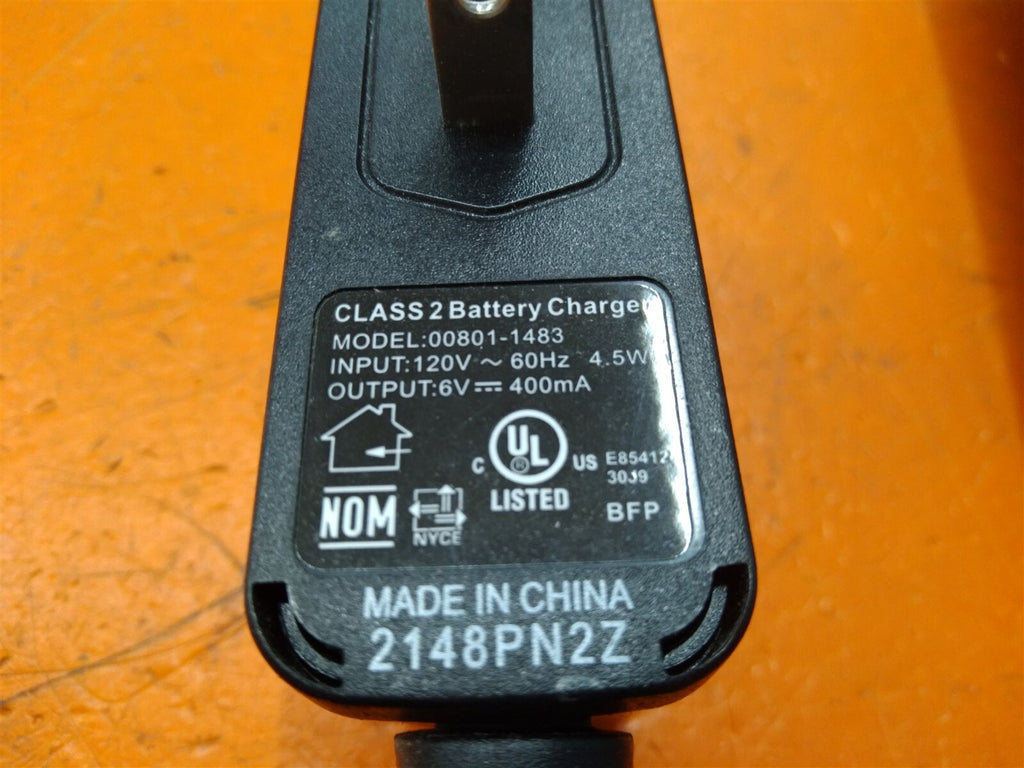 CLASS 2 Battery Charger
MODEL:00801-1483
INPUT:120V ~ 60Hz 4.5W
OUTPUT:6V ⎓ 400mA
C UL ® US
LISTED
E85412
30J9
BFP
NOM
NYCE
MADE IN CHINA
2148PN2Z